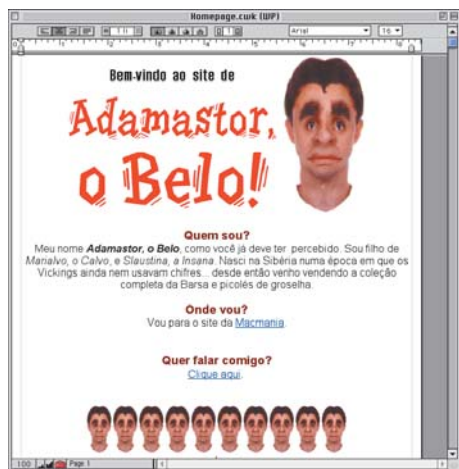 Homepage.cwk (WP)
Arial
16
Bem-vindo ao site de
Adamastor,
o Belo!
Quem sou?
Meu nome Adamastor, o Belo, como você já deve ter percebido. Sou filho de
Marialvo, o Calvo, e Slaustina, a Insana. Nasci na Sibéria numa época em que os
Vickings ainda nem usavam chifres... desde então venho vendendo a coleção
completa da Barsa e picolés de groselha.
Onde vou?
Vou para o site da Macmania.
Quer falar comigo?
Clique aqui.
100
Page 1